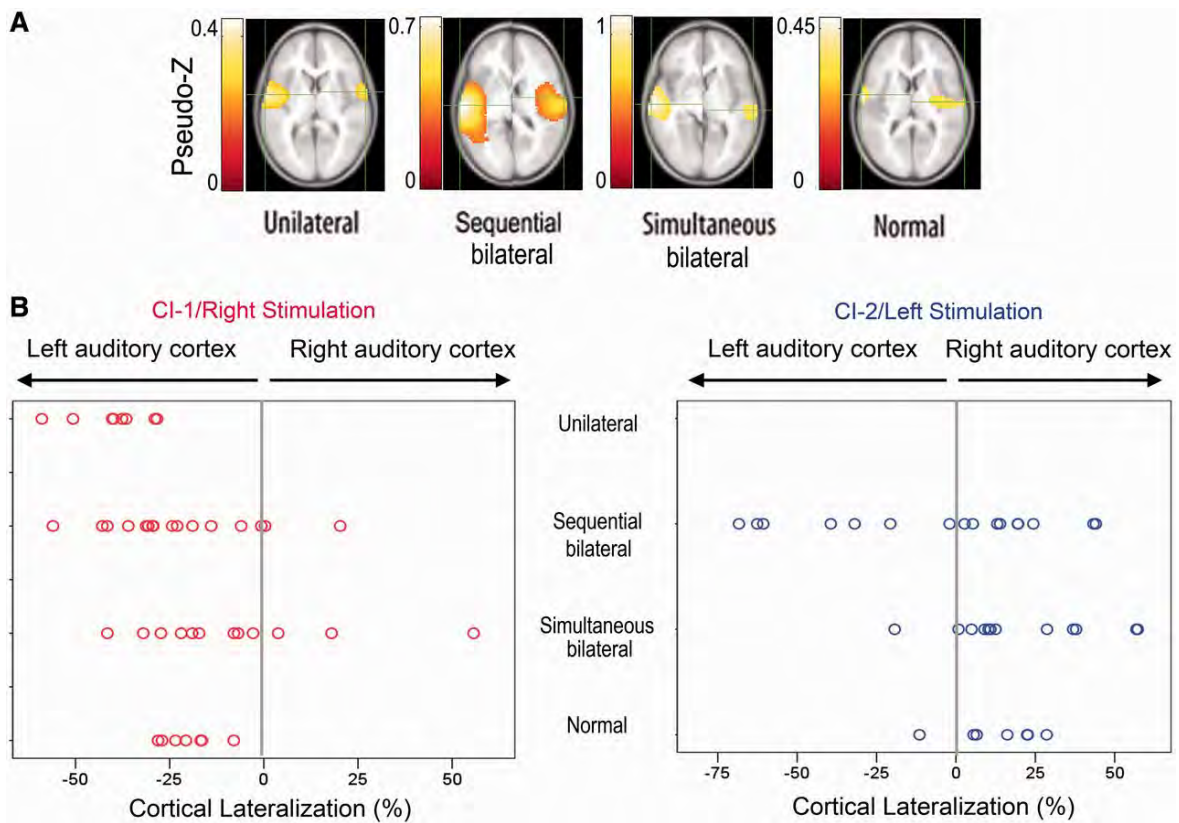 A
Pseudo-Z
0.4
0
0.7
0
1
0
0.45
0
Unilateral
Sequential
bilateral
Simultaneous
bilateral
Normal
B
CI-1/Right Stimulation
Left auditory cortex
Right auditory cortex
-50
-25
0
25
50
Cortical Lateralization (%)
Unilateral
Sequential
bilateral
Simultaneous
bilateral
Normal
CI-2/Left Stimulation
Left auditory cortex
Right auditory cortex
-75
-50
-25
0
25
50
Cortical Lateralization (%)